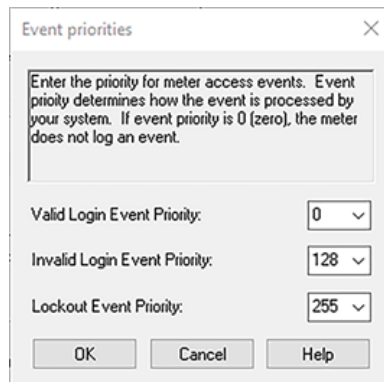 Event priorities
Enter the priority for meter access events. Event
prioity determines how the event is processed by
your system. If event priority is 0 (zero), the meter
does not log an event.
Valid Login Event Priority: 0
Invalid Login Event Priority: 128
Lockout Event Priority: 255
OK Cancel Help